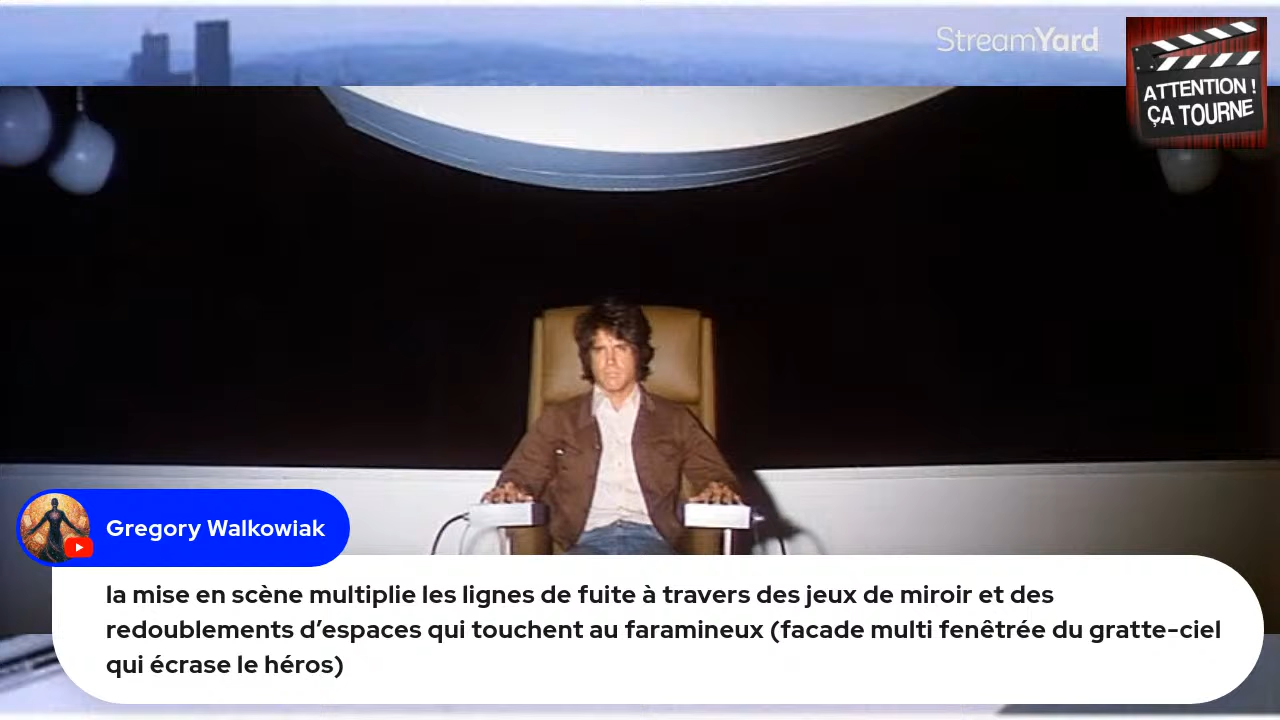 StreamYard
ATTENTION !
ÇA TOURNE
Gregory Walkowiak
la mise en scène multiplie les lignes de fuite à travers des jeux de miroir et des
redoublements d’espaces qui touchent au faramineux (facade multi fenêtrée du gratte-ciel
qui écrase le héros)